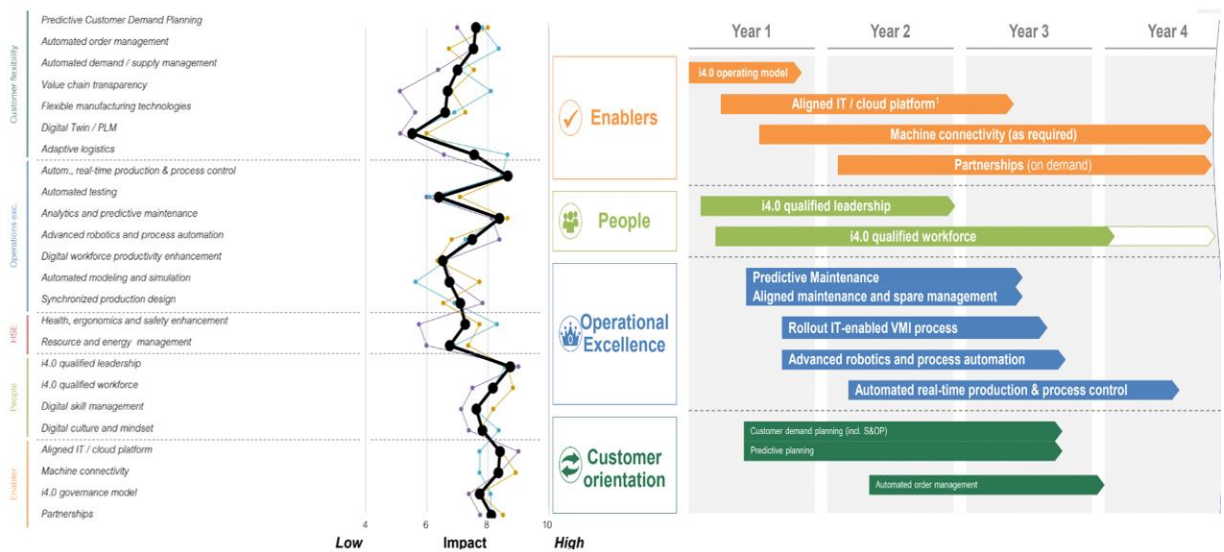 Customer flexibility
Predictive Customer Demand Planning
Automated order management
Automated demand / supply management
Value chain transparency
Flexible manufacturing technologies
Digital Twin / PLM
Adaptive logistics
Operations exc.
Autom., real-time production & process control
Automated testing
Analytics and predictive maintenance
Advanced robotics and process automation
Digital workforce productivity enhancement
Automated modeling and simulation
Synchronized production design
HSE
Health, ergonomics and safety enhancement
Resource and energy management
People
i4.0 qualified leadership
i4.0 qualified workforce
Digital skill management
Digital culture and mindset
Enabler
Aligned IT / cloud platform
Machine connectivity
i4.0 governance model
Partnerships
4 6 8 10
Low Impact High
Year 1 Year 2 Year 3 Year 4
Enablers
i4.0 operating model
Aligned IT / cloud platform¹
Machine connectivity (as required)
Partnerships (on demand)
People
i4.0 qualified leadership
i4.0 qualified workforce
Operational
Excellence
Predictive Maintenance
Aligned maintenance and spare management
Rollout IT-enabled VMI process
Advanced robotics and process automation
Automated real-time production & process control
Customer
orientation
Customer demand planning (incl. S&OP)
Predictive planning
Automated order management